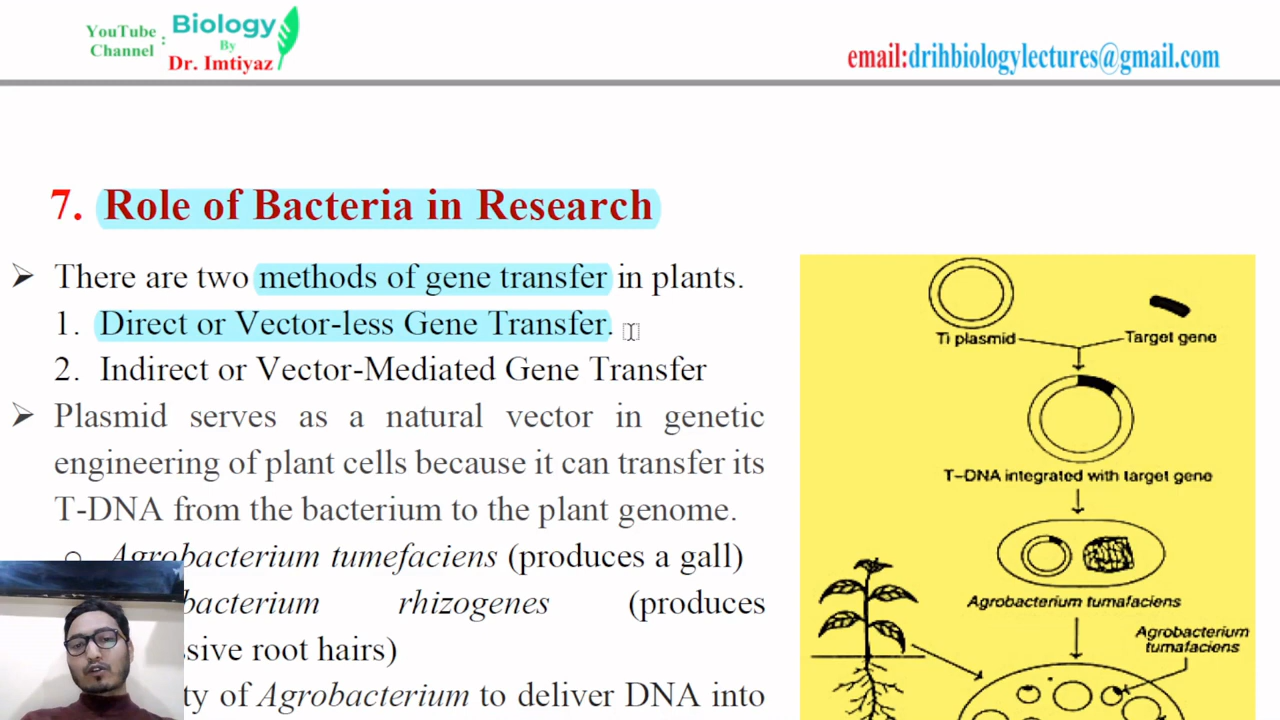 YouTube Channel :
Biology
By
Dr. Imtiyaz
email:drihbiologylectures@gmail.com
7. Role of Bacteria in Research
➢ There are two methods of gene transfer in plants.
1. Direct or Vector-less Gene Transfer.
2. Indirect or Vector-Mediated Gene Transfer
➢ Plasmid serves as a natural vector in genetic
engineering of plant cells because it can transfer its
T-DNA from the bacterium to the plant genome.
○ Agrobacterium tumefaciens (produces a gall)
bacterium rhizogenes (produces
ssive root hairs)
ty of Agrobacterium to deliver DNA into
Ti plasmid
Target gene
T-DNA integrated with target gene
Agrobacterium tumafaciens
Agrobacterium
tumafaciens